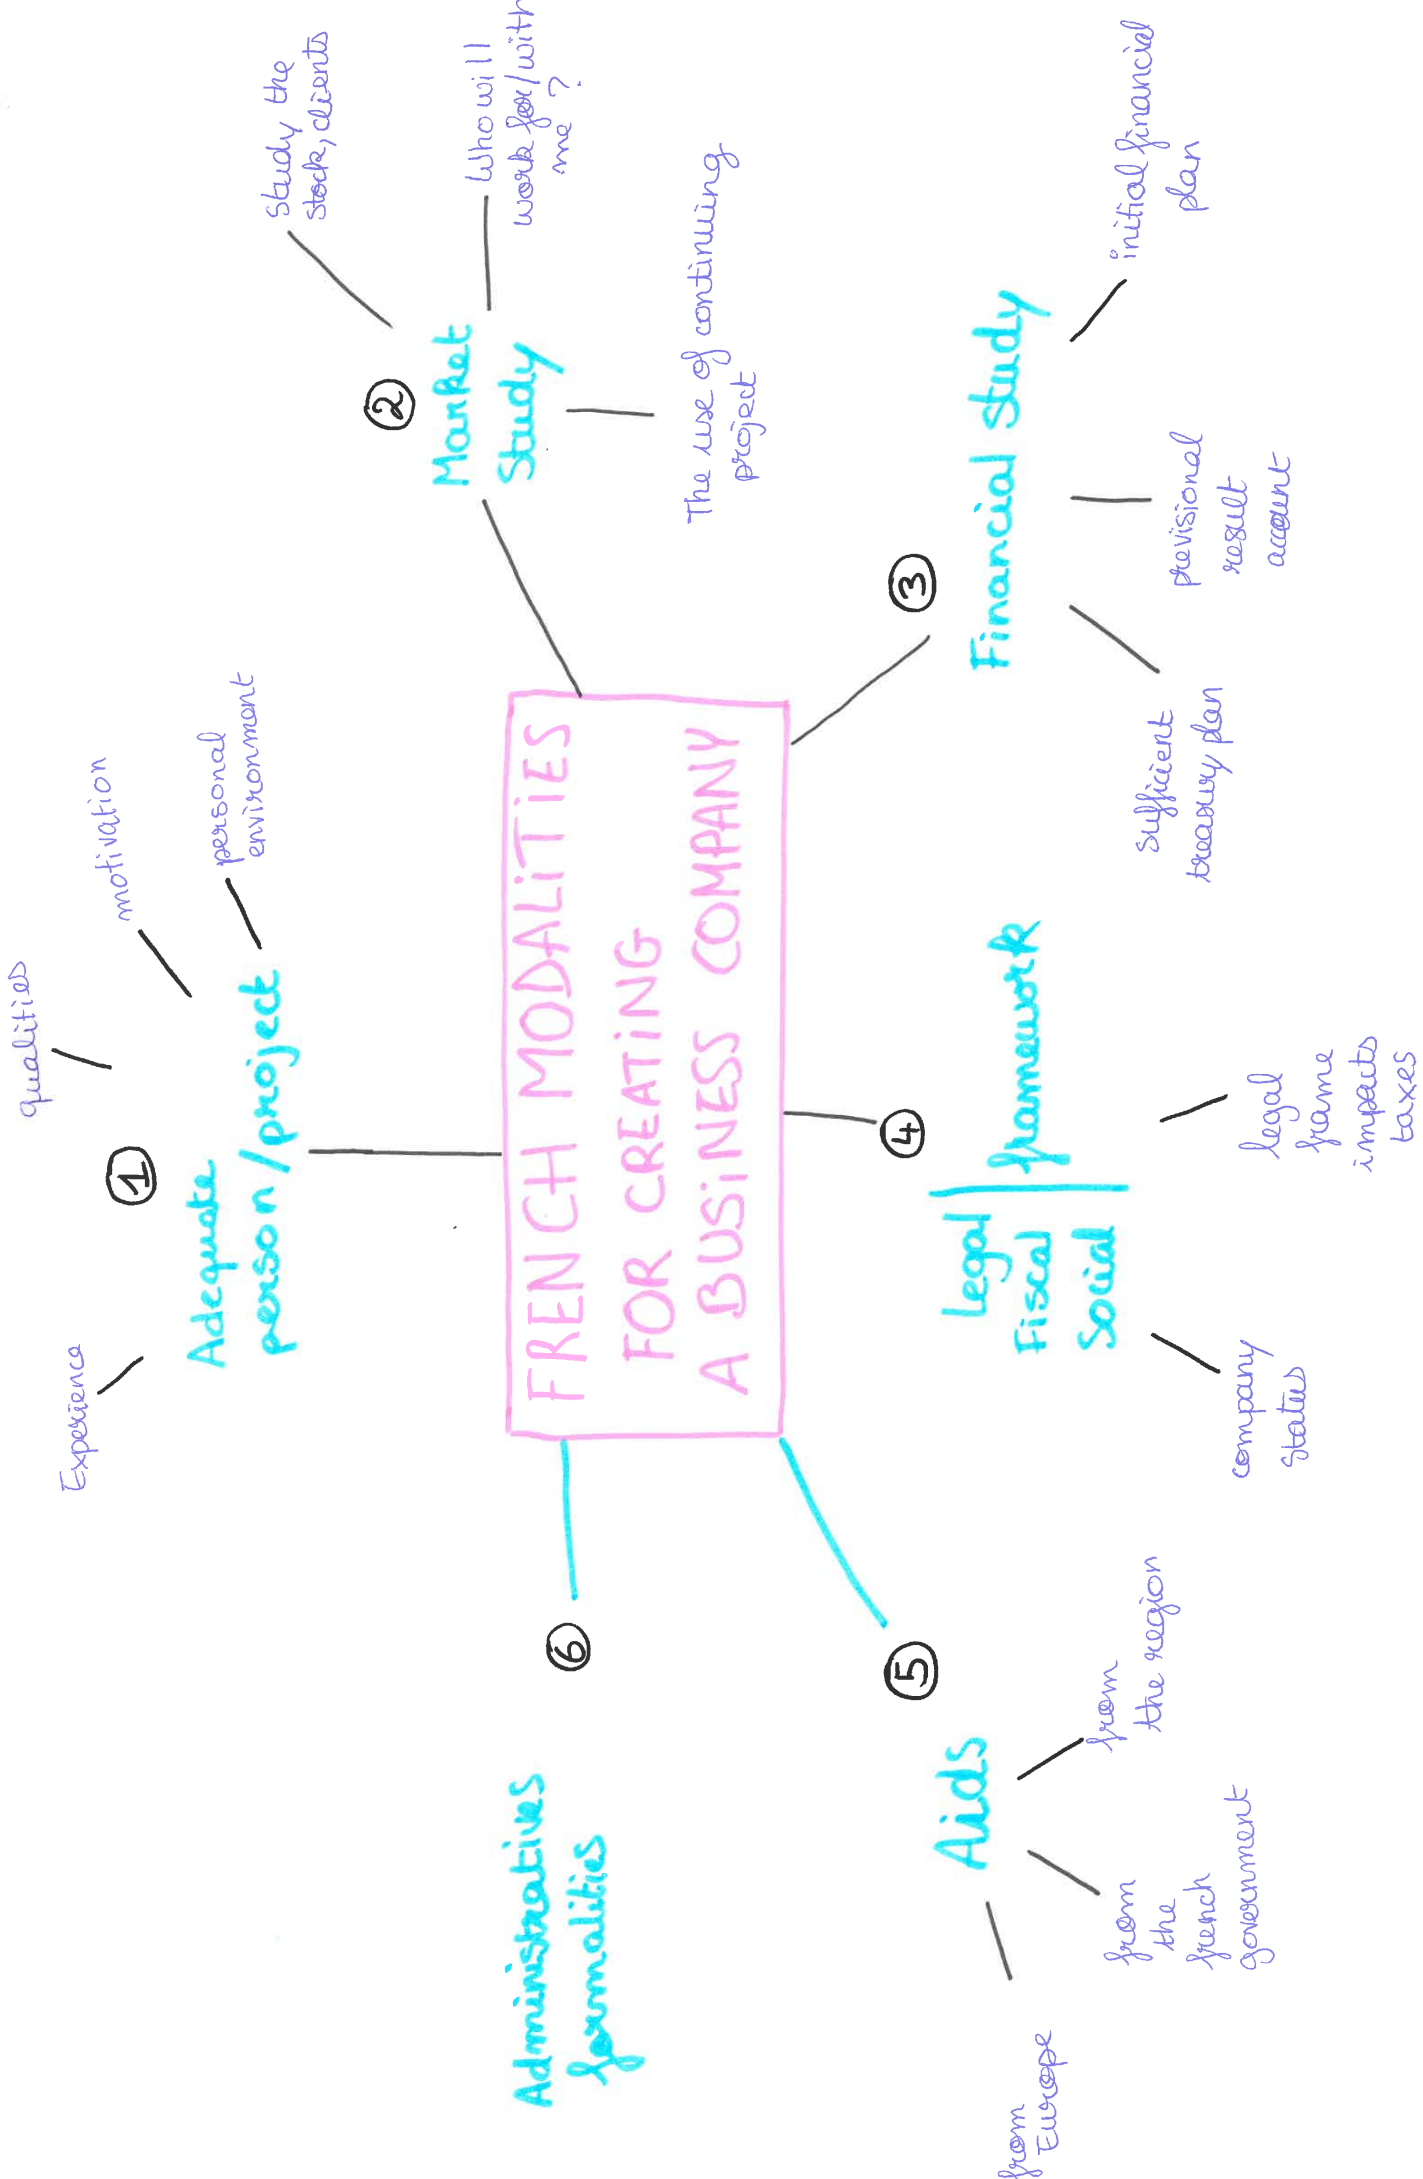 FRENCH MODALITIES
FOR CREATING
A BUSINESS COMPANY
1
Adequate
person/project
Experience
qualities
motivation
personal
environment
2
Market
Study
Study the
stock, clients
Who will
work for/with
me ?
The use of continuing
project
3
Financial Study
initial financial
plan
previsional
result
account
sufficient
treasury plan
4
Legal
Fiscal
Social
framework
legal
frame
impacts
taxes
company
status
5
Aids
from
the region
from
the
french
government
from
Europe
6
Administratives
formalities